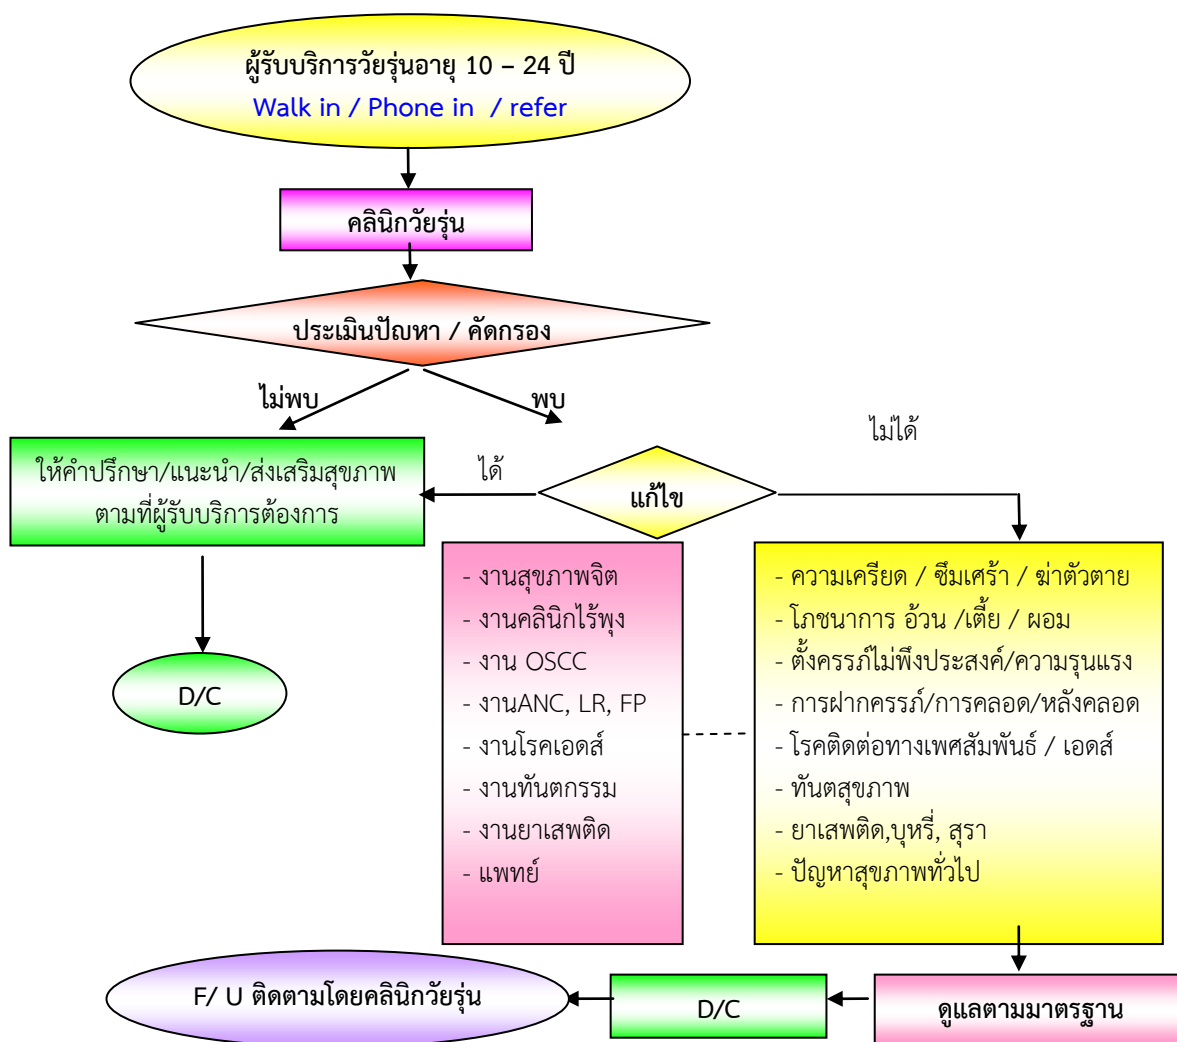 ผู้รับบริการวัยรุ่นอายุ 10 – 24 ปี
Walk in / Phone in / refer
คลินิกวัยรุ่น
ประเมินปัญหา / คัดกรอง
ไม่พบ
พบ
ไม่ได้
ได้
แก้ไข
ให้คำปรึกษา/แนะนำ/ส่งเสริมสุขภาพ
ตามที่ผู้รับบริการต้องการ
D/C
- งานสุขภาพจิต
- งานคลินิกไร้พุง
- งาน OSCC
- งานANC, LR, FP
- งานโรคเอดส์
- งานทันตกรรม
- งานยาเสพติด
- แพทย์
- ความเครียด / ซึมเศร้า / ฆ่าตัวตาย
- โภชนาการ อ้วน /เตี้ย / ผอม
- ตั้งครรภ์ไม่พึงประสงค์/ความรุนแรง
- การฝากครรภ์/การคลอด/หลังคลอด
- โรคติดต่อทางเพศสัมพันธ์ / เอดส์
- ทันตสุขภาพ
- ยาเสพติด,บุหรี่, สุรา
- ปัญหาสุขภาพทั่วไป
ดูแลตามมาตรฐาน
D/C
F/ U ติดตามโดยคลินิกวัยรุ่น